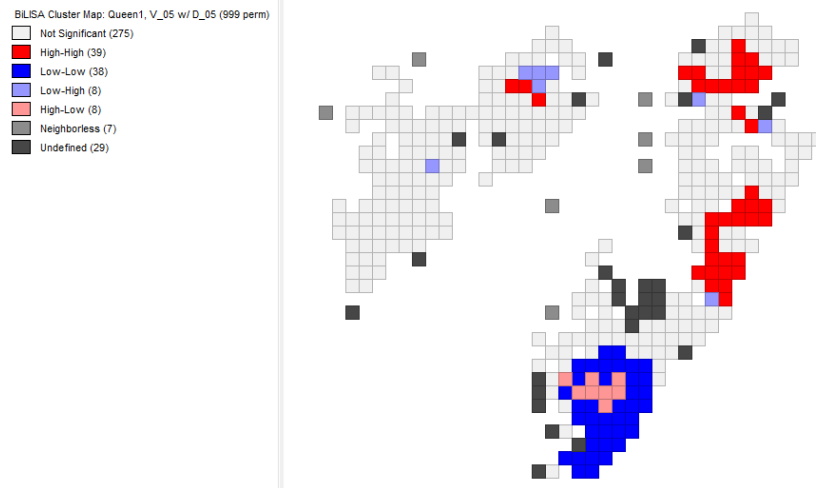 BiLISA Cluster Map: Queen1, V_05 w/ D_05 (999 perm)
Not Significant (275)
High-High (39)
Low-Low (38)
Low-High (8)
High-Low (8)
Neighborless (7)
Undefined (29)